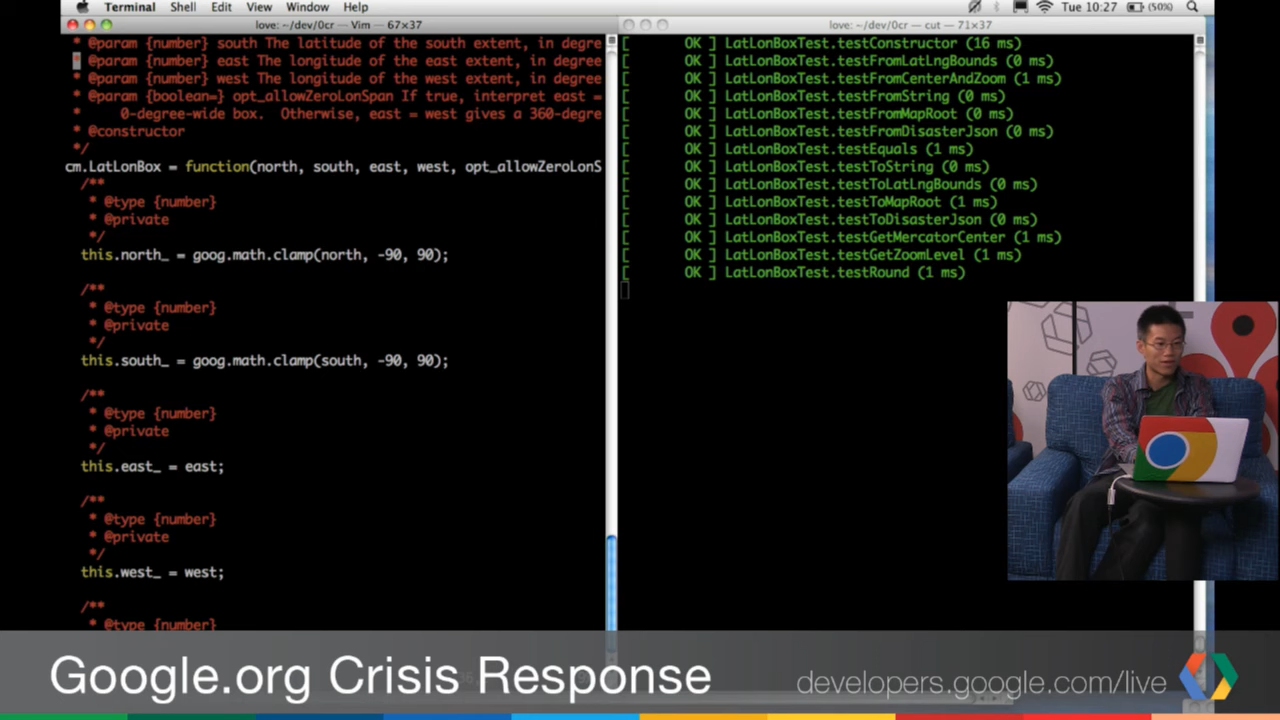 Terminal Shell Edit View Window Help Tue 10:27 (50%)
love: ~/dev/0cr — Vim — 67×37
* @param {number} south The latitude of the south extent, in degre
* @param {number} east The longitude of the east extent, in degree
* @param {number} west The longitude of the west extent, in degree
* @param {boolean=} opt_allowZeroLonSpan If true, interpret east =
*     0-degree-wide box.  Otherwise, east = west gives a 360-degre
* @constructor
*/
cm.LatLonBox = function(north, south, east, west, opt_allowZeroLonS
/**
* @type {number}
* @private
*/
this.north_ = goog.math.clamp(north, -90, 90);
/**
* @type {number}
* @private
*/
this.south_ = goog.math.clamp(south, -90, 90);
/**
* @type {number}
* @private
*/
this.east_ = east;
/**
* @type {number}
* @private
*/
this.west_ = west;
/**
* @type {number}
love: ~/dev/0cr — cut — 71×37
[       OK ] LatLonBoxTest.testConstructor (16 ms)
[       OK ] LatLonBoxTest.testFromLatLngBounds (0 ms)
[       OK ] LatLonBoxTest.testFromCenterAndZoom (1 ms)
[       OK ] LatLonBoxTest.testFromString (0 ms)
[       OK ] LatLonBoxTest.testFromMapRoot (0 ms)
[       OK ] LatLonBoxTest.testFromDisasterJson (0 ms)
[       OK ] LatLonBoxTest.testEquals (1 ms)
[       OK ] LatLonBoxTest.testToString (0 ms)
[       OK ] LatLonBoxTest.testToLatLngBounds (0 ms)
[       OK ] LatLonBoxTest.testToMapRoot (1 ms)
[       OK ] LatLonBoxTest.testToDisasterJson (0 ms)
[       OK ] LatLonBoxTest.testGetMercatorCenter (1 ms)
[       OK ] LatLonBoxTest.testGetZoomLevel (1 ms)
[       OK ] LatLonBoxTest.testRound (1 ms)
Google.org Crisis Response
developers.google.com/live